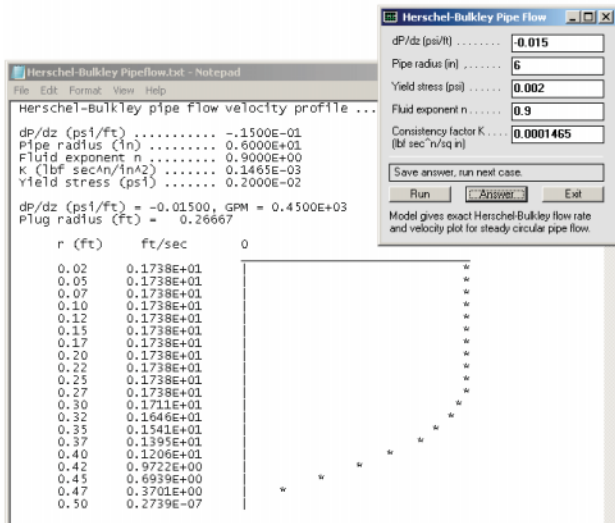 Herschel-Bulkley Pipeflow.txt - Notepad
File Edit Format View Help
Herschel-Bulkley pipe flow velocity profile ...
dP/dz (psi/ft) ........... -.1500E-01
Pipe radius (in) ......... 0.6000E+01
Fluid exponent n ......... 0.9000E+00
K (lbf sec^n/in^2) ....... 0.1465E-03
Yield stress (psi) ....... 0.2000E-02
dP/dz (psi/ft) = -0.01500, GPM = 0.4500E+03
Plug radius (ft) = 0.26667
r (ft) ft/sec 0
0.02 0.1738E+01 | *
0.05 0.1738E+01 | *
0.07 0.1738E+01 | *
0.10 0.1738E+01 | *
0.12 0.1738E+01 | *
0.15 0.1738E+01 | *
0.17 0.1738E+01 | *
0.20 0.1738E+01 | *
0.22 0.1738E+01 | *
0.25 0.1738E+01 | *
0.27 0.1738E+01 | *
0.30 0.1711E+01 | *
0.32 0.1646E+01 | *
0.35 0.1541E+01 | *
0.37 0.1395E+01 | *
0.40 0.1206E+01 | *
0.42 0.9722E+00 | *
0.45 0.6939E+00 | *
0.47 0.3701E+00 | *
0.50 0.2739E-07 |
Herschel-Bulkley Pipe Flow
dP/dz (psi/ft) ........ -0.015
Pipe radius (in) ....... 6
Yield stress (psi) ...... 0.002
Fluid exponent n ...... 0.9
Consistency factor K .... 0.0001465
(lbf sec^n/sq in)
Save answer, run next case.
Run Answer Exit
Model gives exact Herschel-Bulkley flow rate
and velocity plot for steady circular pipe flow.